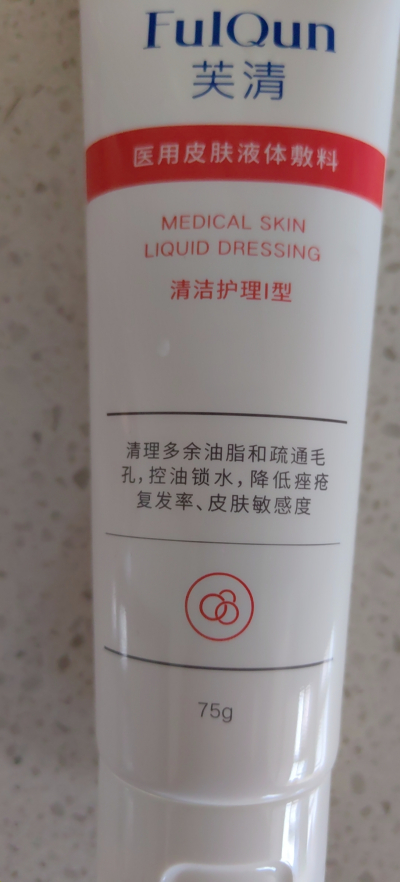 FulQun
芙清
医用皮肤液体敷料
MEDICAL SKIN
LIQUID DRESSING
清洁护理I型
清理多余油脂和疏通毛
孔,控油锁水,降低痤疮
复发率、皮肤敏感度
75g